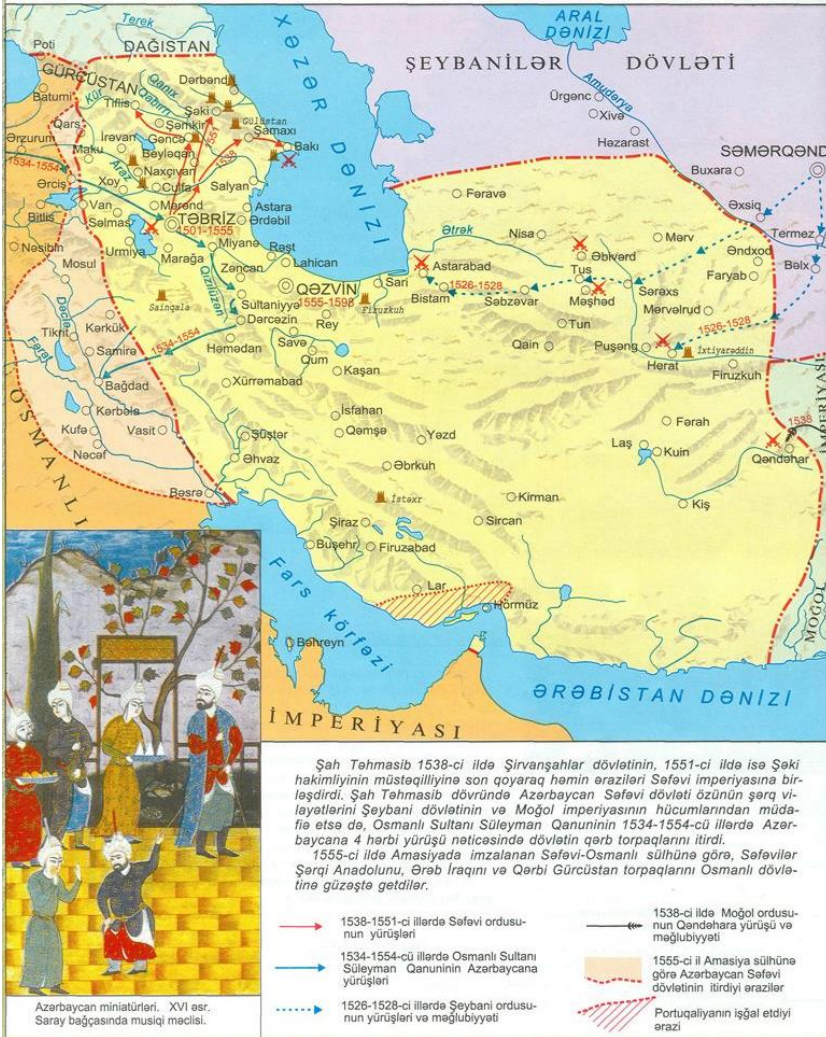 Terek
DAĞISTAN
Poti
GÜRCÜSTAN
Batumi
Kür
Qanıx
Qabırrı
Tiflis
Dərbənd
Şəki
Gülüstan
Şəmkir
Gəncə
Şamaxı
Bakı
1551
1538
Qars
Ərzurum
İrəvan
Maku
Beyləqan
Araz
Naxçıvan
Culfa
Salyan
1534-1554
Ərciş
Xoy
Mərənd
Astara
Ərdəbil
Van
Bitlis
Səlmas
TƏBRİZ
1501-1555
Nəsibin
Urmiya
Marağa
Miyanə
Rəşt
Lahican
Mosul
Zəncan
Qızılüzən
Sultaniyyə
QƏZVİN
1555-1598
Sainqala
Dərcəzin
Rey
Firuzkuh
Sari
Dəclə
Kərkük
Tikrit
Fərat
Samirə
1534-1554
Həmədan
Savə
Qum
Kaşan
Bağdad
Xürrəmabad
Kərbəla
Kufə
Vasit
Nəcəf
İsfahan
Qəmşə
Yəzd
Şüştər
Əhvaz
Əbrkuh
Bəsrə
İstəxr
Kirman
Şiraz
Sircan
Buşehr
Firuzabad
Lar
Hörmüz
Bəhreyn
XƏZƏR DƏNİZİ
ARAL
DƏNİZİ
ŞEYBANİLƏR DÖVLƏTİ
Amudərya
Ürgənc
Xivə
Həzarast
SƏMƏRQƏND
Buxara
Əxsiq
Termez
Bəlx
Fəravə
Ətrək
Nisa
Əbivərd
Mərv
Əndxod
Faryab
Astarabad
Bistam
1526-1528
Səbzəvar
Tus
Məşhəd
Sərəxs
Mərvəlrud
1526-1528
Tun
Qain
Puşəng
Herat
İxtiyarəddin
Firuzkuh
Fərah
Laş
Kuin
1538
Qəndəhar
Kiş
MOĞOL İMPERİYASI
OSMANLI
İMPERİYASI
Fars körfəzi
ƏRƏBİSTAN DƏNİZİ
Şah Təhmasib 1538-ci ildə Şirvanşahlar dövlətinin, 1551-ci ildə isə Şəki
hakimliyinin müstəqilliyinə son qoyaraq həmin əraziləri Səfəvi imperiyasına bir-
ləşdirdi. Şah Təhmasib dövründə Azərbaycan Səfəvi dövləti özünün şərq vi-
layətlərini Şeybani dövlətinin və Moğol imperiyasının hücumlarından müda-
fiə etsə də, Osmanlı Sultanı Süleyman Qanuninin 1534-1554-cü illərdə Azər-
baycana 4 hərbi yürüşü nəticəsində dövlətin qərb torpaqlarını itirdi.
1555-ci ildə Amasiyada imzalanan Səfəvi-Osmanlı sülhünə görə, Səfəvilər
Şərqi Anadolunu, Ərəb İraqını və Qərbi Gürcüstan torpaqlarını Osmanlı dövlə-
tinə güzəştə getdilər.
1538-1551-ci illərdə Səfəvi ordusu-
nun yürüşləri
1534-1554-cü illərdə Osmanlı Sultanı
Süleyman Qanuninin Azərbaycana
yürüşləri
1526-1528-ci illərdə Şeybani ordusu-
nun yürüşləri və məğlubiyyəti
1538-ci ildə Moğol ordusu-
nun Qəndəhara yürüşü və
məğlubiyyəti
1555-ci il Amasiya sülhünə
görə Azərbaycan Səfəvi
dövlətinin itirdiyi ərazilər
Portuqaliyanın işğal etdiyi
ərazi
Azərbaycan miniatürləri. XVI əsr.
Saray bağçasında musiqi məclisi.